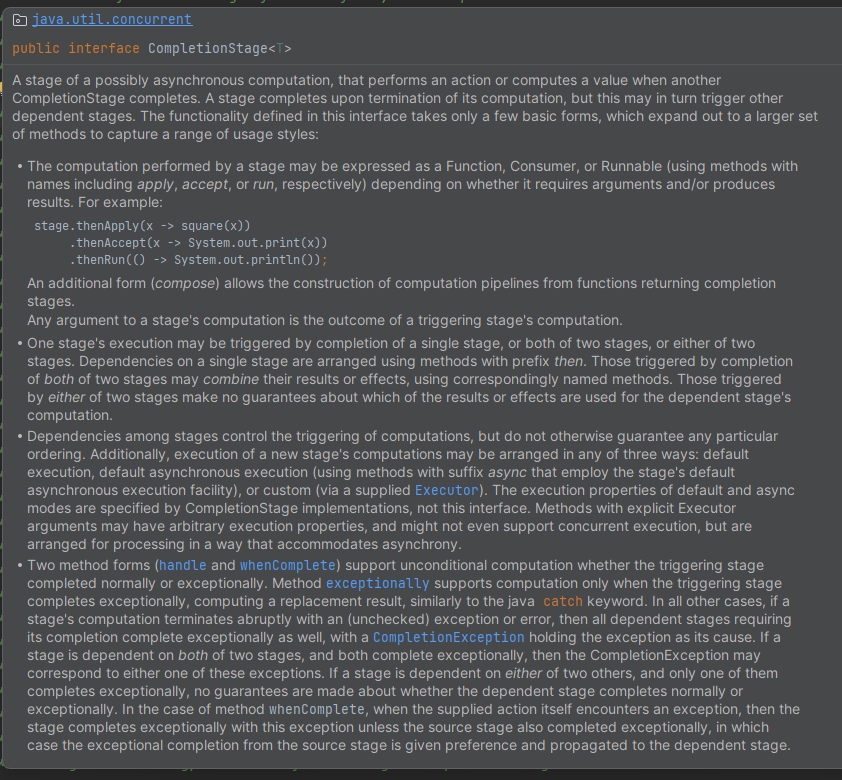 java.util.concurrent
public interface CompletionStage<T>
A stage of a possibly asynchronous computation, that performs an action or computes a value when another
CompletionStage completes. A stage completes upon termination of its computation, but this may in turn trigger other
dependent stages. The functionality defined in this interface takes only a few basic forms, which expand out to a larger set
of methods to capture a range of usage styles:
• The computation performed by a stage may be expressed as a Function, Consumer, or Runnable (using methods with
names including apply, accept, or run, respectively) depending on whether it requires arguments and/or produces
results. For example:
stage.thenApply(x -> square(x))
.thenAccept(x -> System.out.print(x))
.thenRun(() -> System.out.println());
An additional form (compose) allows the construction of computation pipelines from functions returning completion
stages.
Any argument to a stage's computation is the outcome of a triggering stage's computation.
• One stage's execution may be triggered by completion of a single stage, or both of two stages, or either of two
stages. Dependencies on a single stage are arranged using methods with prefix then. Those triggered by completion
of both of two stages may combine their results or effects, using correspondingly named methods. Those triggered
by either of two stages make no guarantees about which of the results or effects are used for the dependent stage's
computation.
• Dependencies among stages control the triggering of computations, but do not otherwise guarantee any particular
ordering. Additionally, execution of a new stage's computations may be arranged in any of three ways: default
execution, default asynchronous execution (using methods with suffix async that employ the stage's default
asynchronous execution facility), or custom (via a supplied Executor). The execution properties of default and async
modes are specified by CompletionStage implementations, not this interface. Methods with explicit Executor
arguments may have arbitrary execution properties, and might not even support concurrent execution, but are
arranged for processing in a way that accommodates asynchrony.
• Two method forms (handle and whenComplete) support unconditional computation whether the triggering stage
completed normally or exceptionally. Method exceptionally supports computation only when the triggering stage
completes exceptionally, computing a replacement result, similarly to the java catch keyword. In all other cases, if a
stage's computation terminates abruptly with an (unchecked) exception or error, then all dependent stages requiring
its completion complete exceptionally as well, with a CompletionException holding the exception as its cause. If a
stage is dependent on both of two stages, and both complete exceptionally, then the CompletionException may
correspond to either one of these exceptions. If a stage is dependent on either of two others, and only one of them
completes exceptionally, no guarantees are made about whether the dependent stage completes normally or
exceptionally. In the case of method whenComplete, when the supplied action itself encounters an exception, then the
stage completes exceptionally with this exception unless the source stage also completed exceptionally, in which
case the exceptional completion from the source stage is given preference and propagated to the dependent stage.